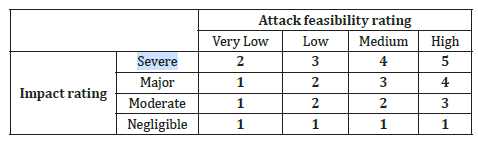 Attack feasibility rating
Very Low Low Medium High
Severe 2 3 4 5
Major 1 2 3 4
Impact rating
Moderate 1 2 2 3
Negligible 1 1 1 1